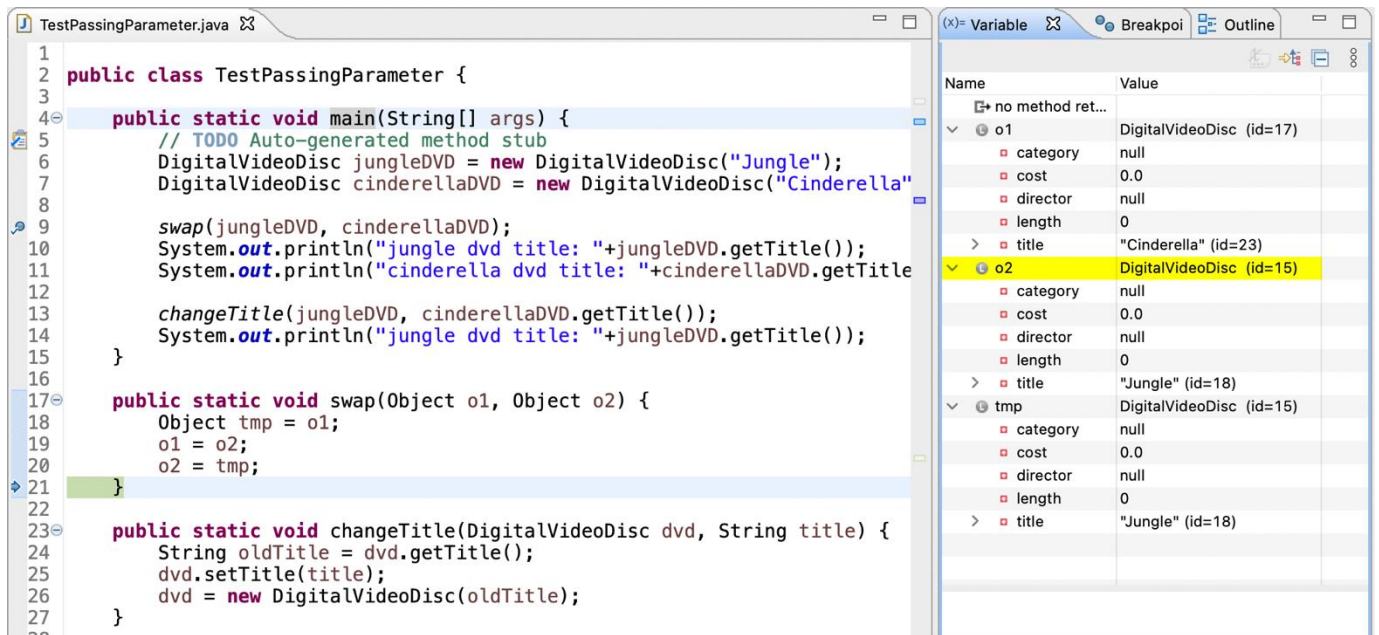 TestPassingParameter.java
1
2 public class TestPassingParameter {
3
4 public static void main(String[] args) {
5 // TODO Auto-generated method stub
6 DigitalVideoDisc jungleDVD = new DigitalVideoDisc("Jungle");
7 DigitalVideoDisc cinderellaDVD = new DigitalVideoDisc("Cinderella"
8
9 swap(jungleDVD, cinderellaDVD);
10 System.out.println("jungle dvd title: "+jungleDVD.getTitle());
11 System.out.println("cinderella dvd title: "+cinderellaDVD.getTitle
12
13 changeTitle(jungleDVD, cinderellaDVD.getTitle());
14 System.out.println("jungle dvd title: "+jungleDVD.getTitle());
15 }
16
17 public static void swap(Object o1, Object o2) {
18 Object tmp = o1;
19 o1 = o2;
20 o2 = tmp;
21 }
22
23 public static void changeTitle(DigitalVideoDisc dvd, String title) {
24 String oldTitle = dvd.getTitle();
25 dvd.setTitle(title);
26 dvd = new DigitalVideoDisc(oldTitle);
27 }
(x)= Variable Breakpoi Outline
Name Value
no method ret...
o1 DigitalVideoDisc (id=17)
category null
cost 0.0
director null
length 0
title "Cinderella" (id=23)
o2 DigitalVideoDisc (id=15)
category null
cost 0.0
director null
length 0
title "Jungle" (id=18)
tmp DigitalVideoDisc (id=15)
category null
cost 0.0
director null
length 0
title "Jungle" (id=18)